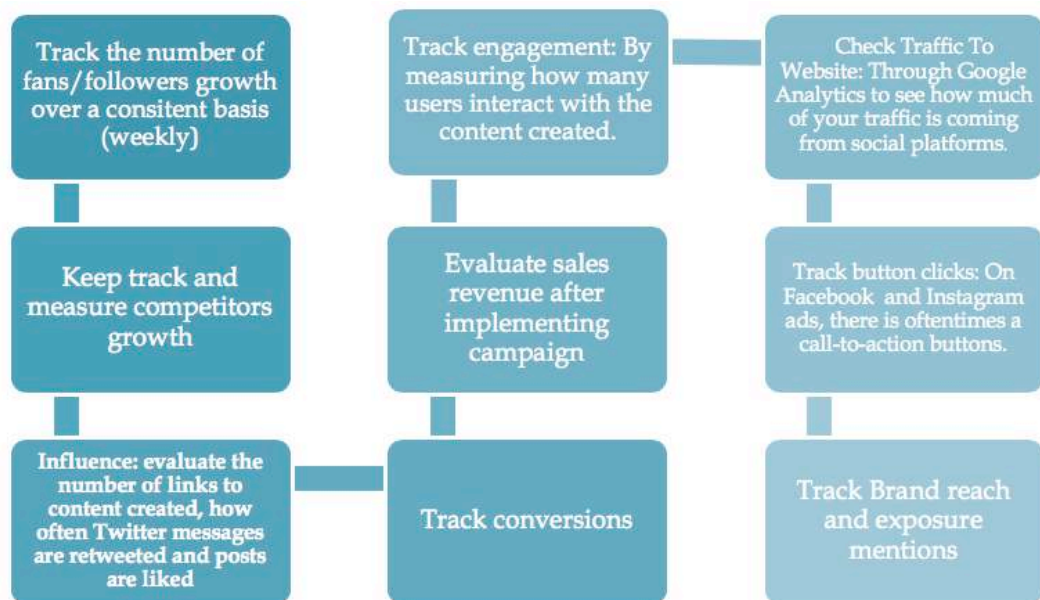 Track the number of
fans/followers growth
over a consitent basis
(weekly)
Keep track and
measure competitors
growth
Influence: evaluate the
number of links to
content created, how
often Twitter messages
are retweeted and posts
are liked
Track conversions
Evaluate sales
revenue after
implementing
campaign
Track engagement: By
measuring how many
users interact with the
content created.
Check Traffic To
Website: Through Google
Analytics to see how much
of your traffic is coming
from social platforms.
Track button clicks: On
Facebook and Instagram
ads, there is oftentimes a
call-to-action buttons.
Track Brand reach
and exposure
mentions